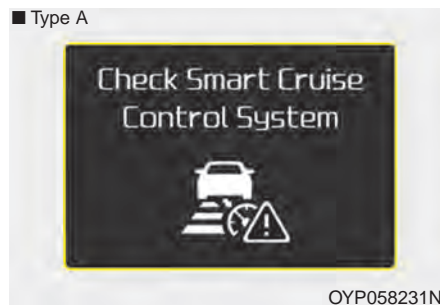 ■ Type A
Check Smart Cruise
Control System
OYP058231N